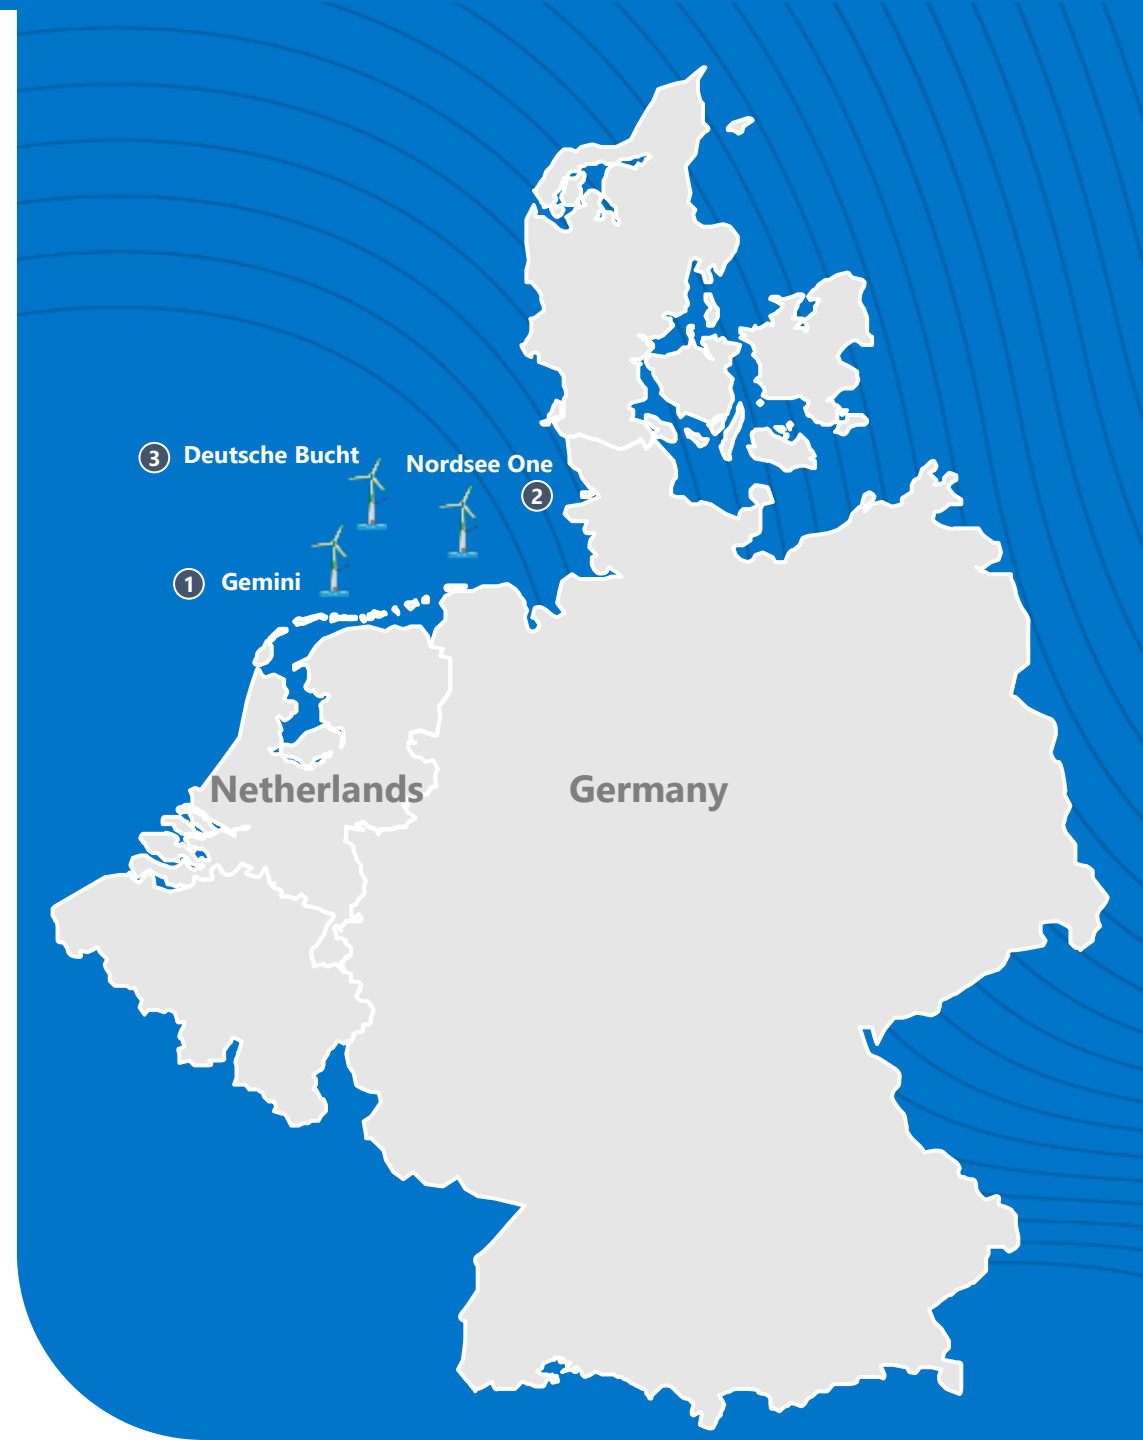 3 Deutsche Bucht
Nordsee One
2
1 Gemini
Netherlands Germany